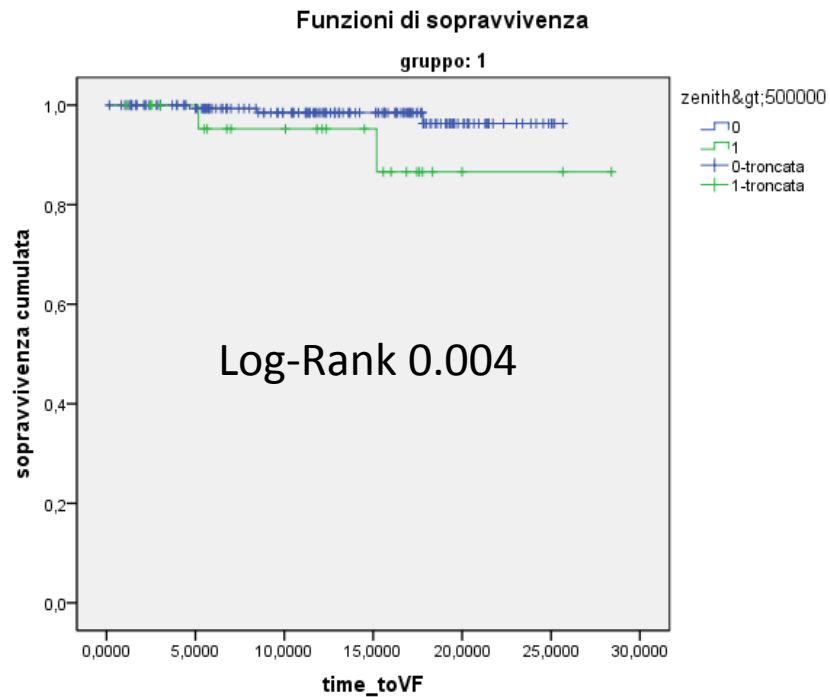 Funzioni di sopravvivenza
gruppo: 1
zenith&gt;500000
0
1
0-troncata
1-troncata
1,0
0,8
0,6
0,4
0,2
0,0
sopravvivenza cumulata
Log-Rank 0.004
0,0000 5,0000 10,0000 15,0000 20,0000 25,0000 30,0000
time_toVF